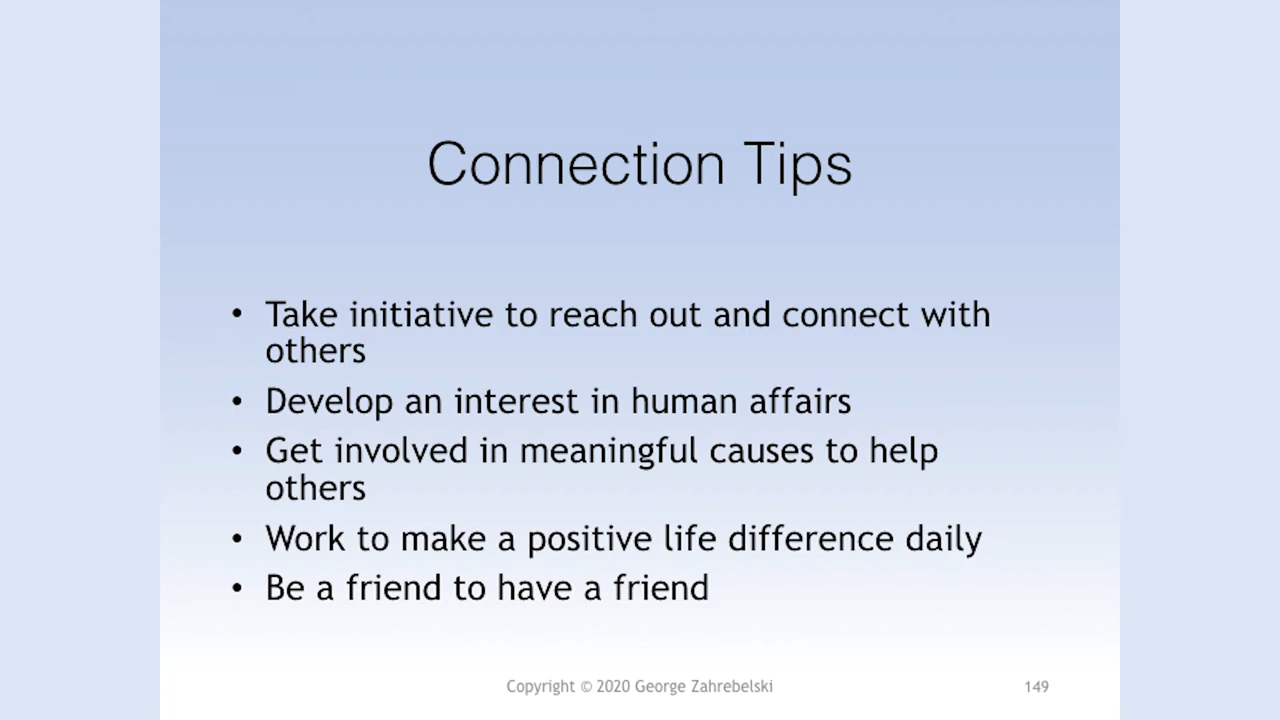 Connection Tips
• Take initiative to reach out and connect with
others
• Develop an interest in human affairs
• Get involved in meaningful causes to help
others
• Work to make a positive life difference daily
• Be a friend to have a friend
Copyright © 2020 George Zahrebelski
149